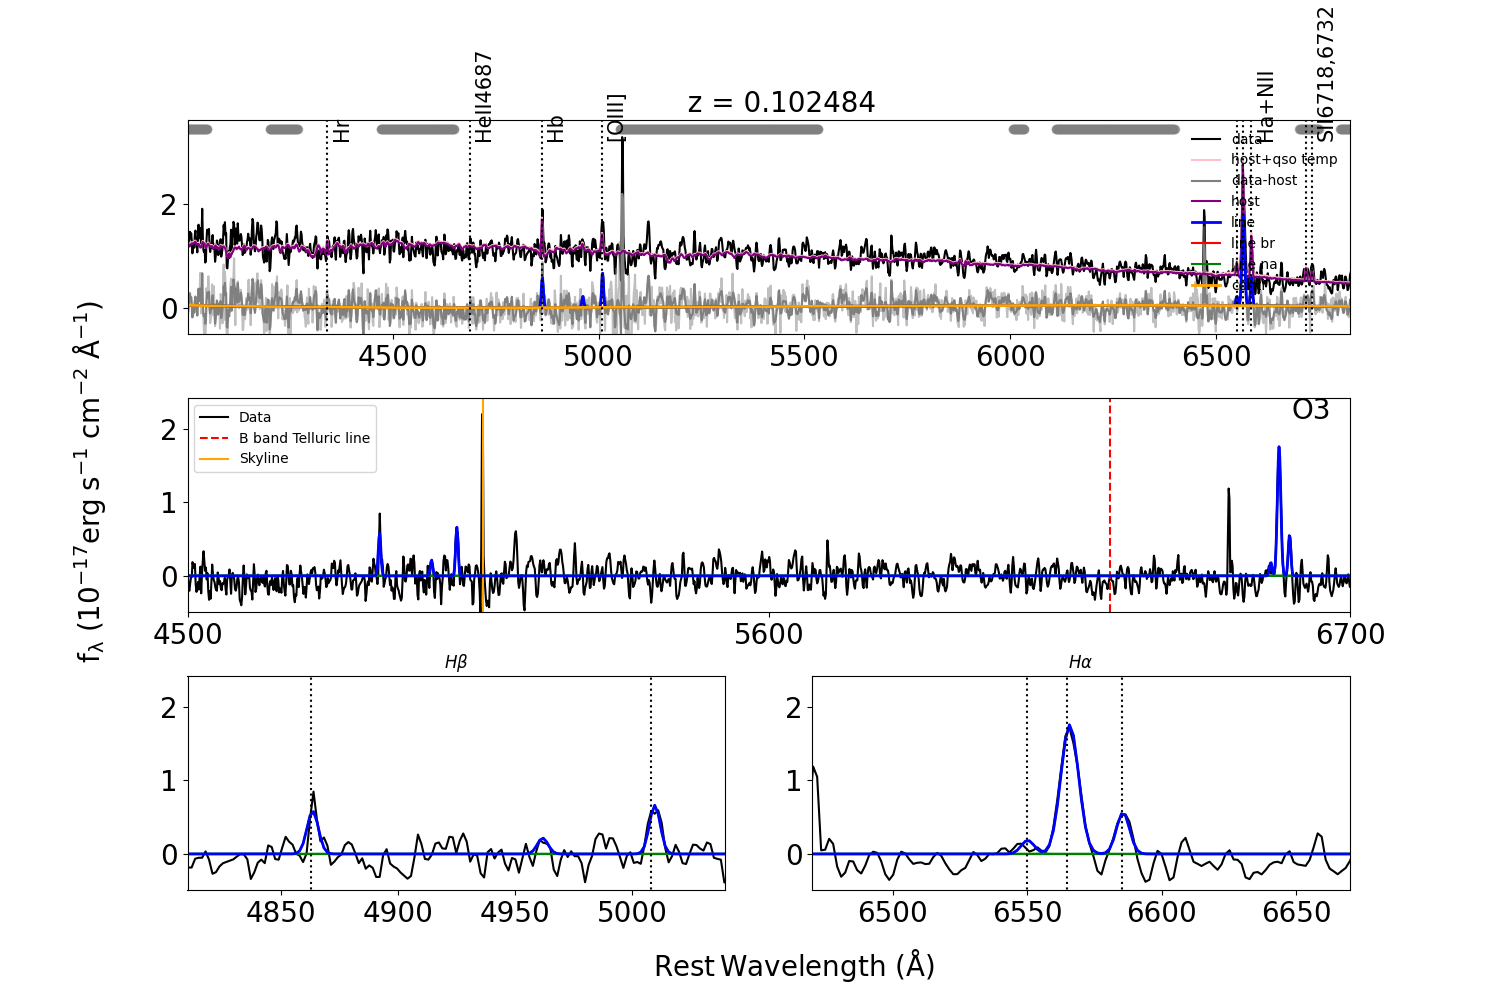 z = 0.102484
Hr
HeII4687
Hb
[OIII]
Ha+NII
SII6718,6732
data
host+qso temp
data-host
host
line
line br
line na
2
0
4500 5000 5500 6000 6500
fλ (10⁻¹⁷erg s⁻¹ cm⁻² Å⁻¹)
O3
Data
B band Telluric line
Skyline
2
1
0
4500 5600 6700
Hβ
2
1
0
4850 4900 4950 5000
Hα
2
1
0
6500 6550 6600 6650
Rest Wavelength (Å)